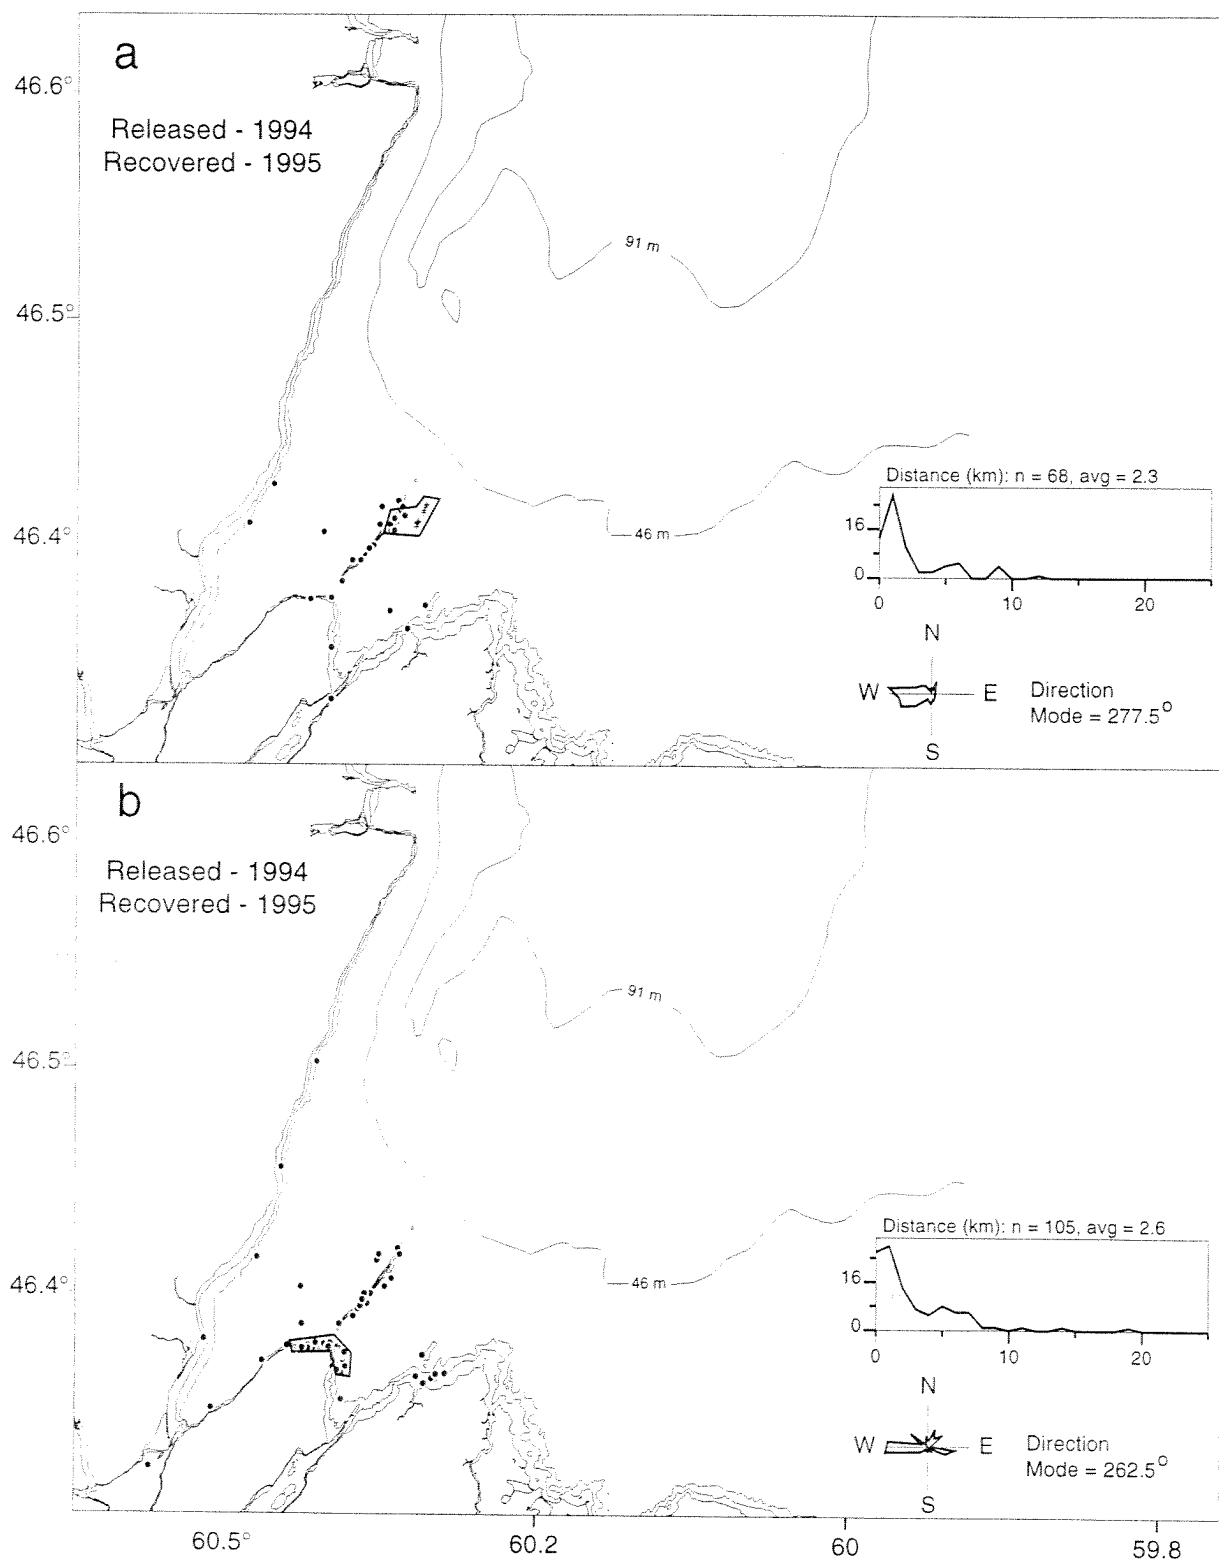 a
46.6°
Released - 1994
Recovered - 1995
91 m
46.5°
Distance (km): n = 68, avg = 2.3
16
46.4°
46 m
0
0 10 20
N
W E Direction
Mode = 277.5°
S
b
46.6°
Released - 1994
Recovered - 1995
91 m
46.5°
Distance (km): n = 105, avg = 2.6
46.4°
46 m
16
0
0 10 20
N
W E Direction
Mode = 262.5°
S
60.5° 60.2 60 59.8